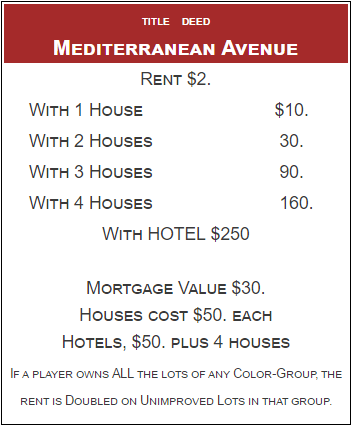 TITLE DEED
MEDITERRANEAN AVENUE
RENT $2.
WITH 1 HOUSE $10.
WITH 2 HOUSES 30.
WITH 3 HOUSES 90.
WITH 4 HOUSES 160.
WITH HOTEL $250
MORTGAGE VALUE $30.
HOUSES COST $50. EACH
HOTELS, $50. PLUS 4 HOUSES
IF A PLAYER OWNS ALL THE LOTS OF ANY COLOR-GROUP, THE
RENT IS DOUBLED ON UNIMPROVED LOTS IN THAT GROUP.